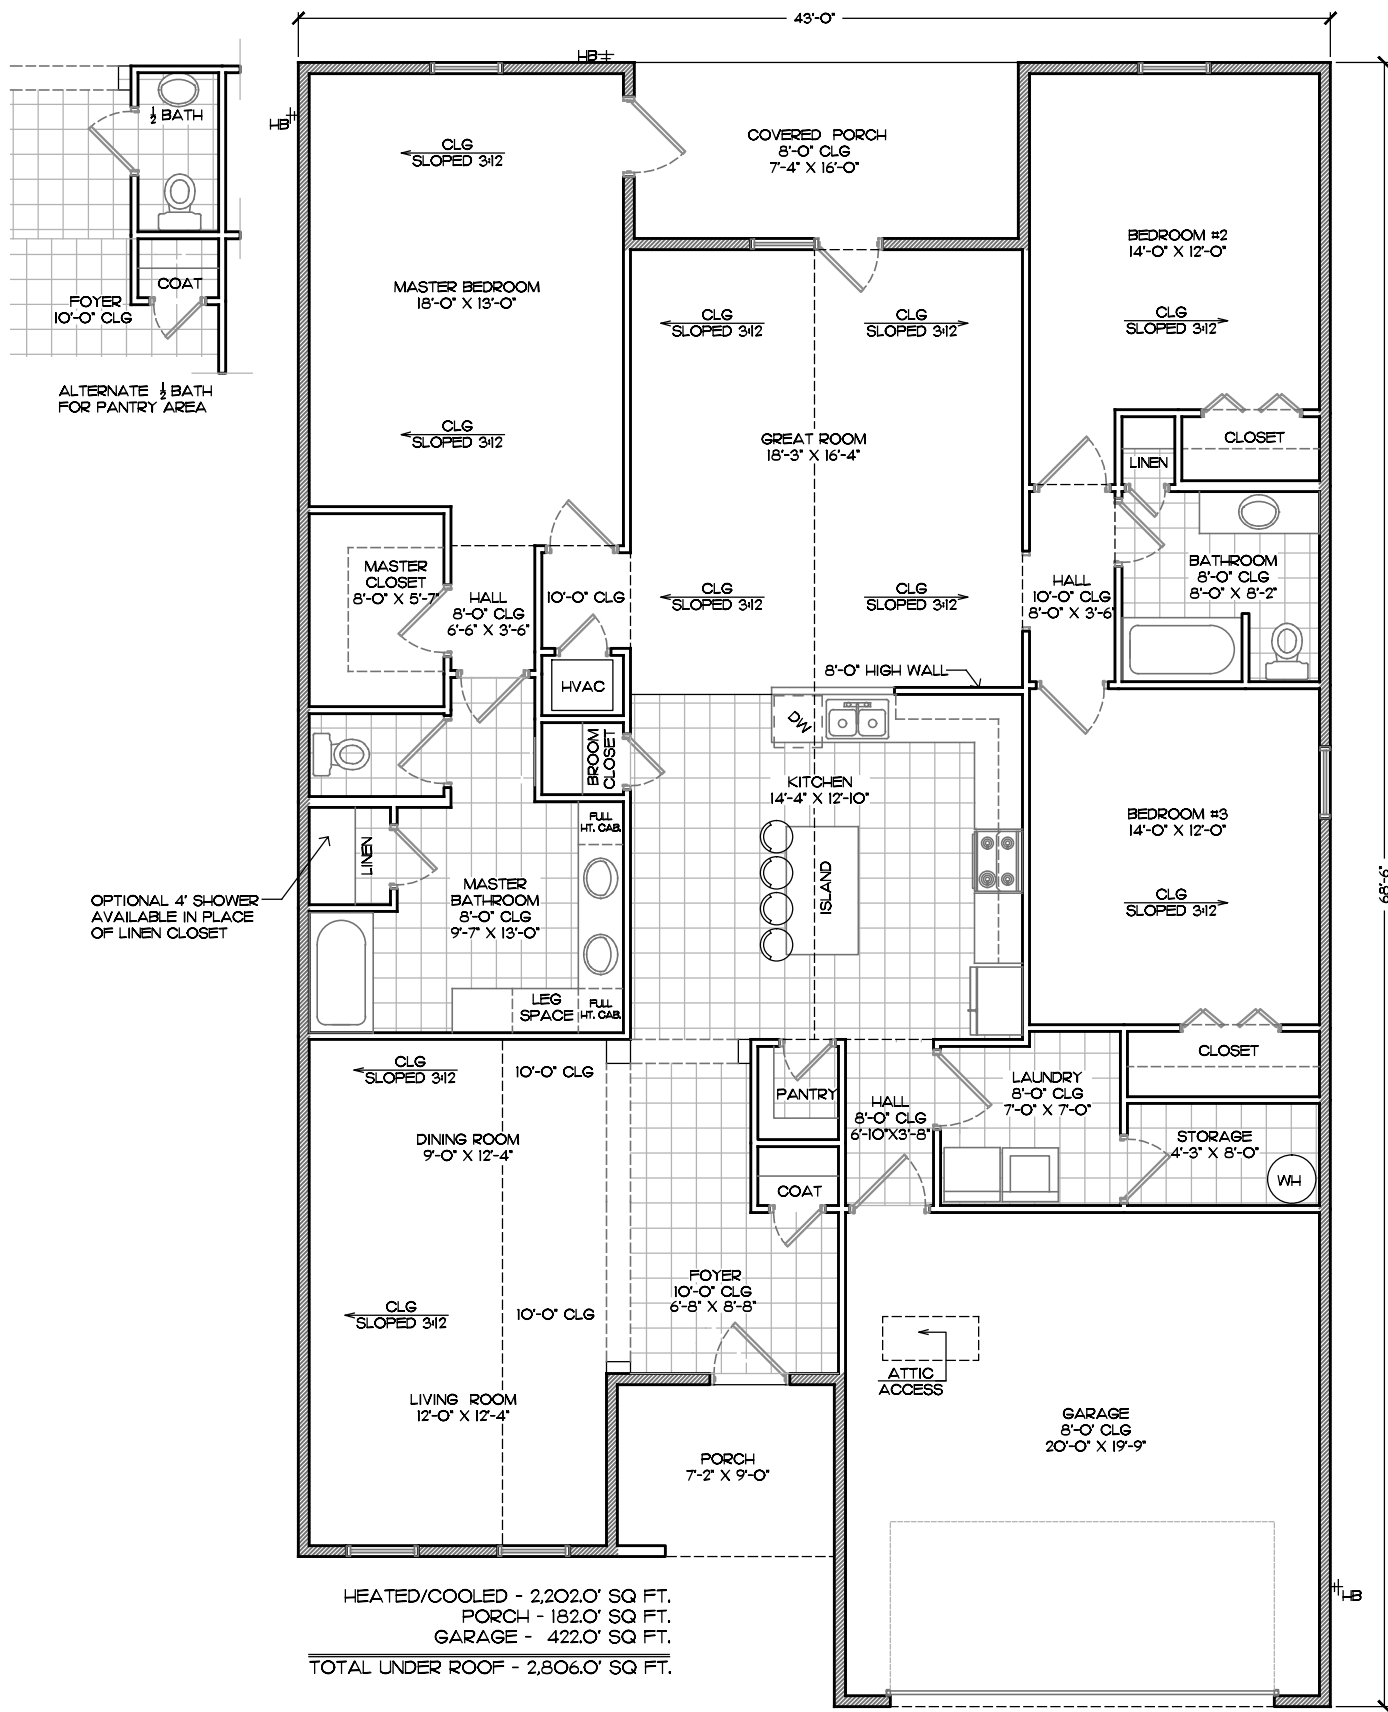 43'-0"
HB
HB
½ BATH
COAT
FOYER
10'-0" CLG
ALTERNATE ½ BATH
FOR PANTRY AREA
CLG
SLOPED 3:12
COVERED PORCH
8'-0" CLG
7'-4" X 16'-0"
BEDROOM #2
14'-0" X 12'-0"
MASTER BEDROOM
18'-0" X 13'-0"
CLG
SLOPED 3:12
CLG
SLOPED 3:12
CLG
SLOPED 3:12
CLG
SLOPED 3:12
GREAT ROOM
18'-3" X 16'-4"
CLOSET
LINEN
MASTER
CLOSET
8'-0" X 5'-7"
HALL
8'-0" CLG
6'-6" X 3'-6"
10'-0" CLG
CLG
SLOPED 3:12
CLG
SLOPED 3:12
HALL
10'-0" CLG
8'-0" X 3'-6"
BATHROOM
8'-0" CLG
8'-0" X 8'-2"
8'-0" HIGH WALL
HVAC
DW
BROOM
CLOSET
KITCHEN
14'-4" X 12'-10"
BEDROOM #3
14'-0" X 12'-0"
FULL
HT. CAB.
LINEN
ISLAND
68'-6"
OPTIONAL 4' SHOWER
AVAILABLE IN PLACE
OF LINEN CLOSET
MASTER
BATHROOM
8'-0" CLG
9'-7" X 13'-0"
CLG
SLOPED 3:12
LEG
SPACE
FULL
HT. CAB.
CLG
SLOPED 3:12
10'-0" CLG
PANTRY
HALL
8'-0" CLG
6'-10"X3'-8"
LAUNDRY
8'-0" CLG
7'-0" X 7'-0"
CLOSET
DINING ROOM
9'-0" X 12'-4"
STORAGE
4'-3" X 8'-0"
WH
COAT
FOYER
10'-0" CLG
6'-8" X 8'-8"
CLG
SLOPED 3:12
10'-0" CLG
ATTIC
ACCESS
LIVING ROOM
12'-0" X 12'-4"
GARAGE
8'-0' CLG
20'-0" X 19'-9"
PORCH
7'-2" X 9'-0"
HB
HEATED/COOLED - 2,202.0' SQ FT.
PORCH - 182.0' SQ FT.
GARAGE - 422.0' SQ FT.
TOTAL UNDER ROOF - 2,806.0' SQ FT.